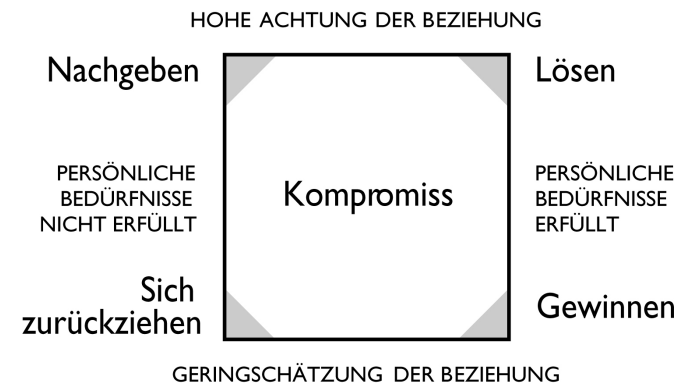 HOHE ACHTUNG DER BEZIEHUNG
Nachgeben
Lösen
PERSÖNLICHE
BEDÜRFNISSE
NICHT ERFÜLLT
Kompromiss
PERSÖNLICHE
BEDÜRFNISSE
ERFÜLLT
Sich
zurückziehen
Gewinnen
GERINGSCHÄTZUNG DER BEZIEHUNG